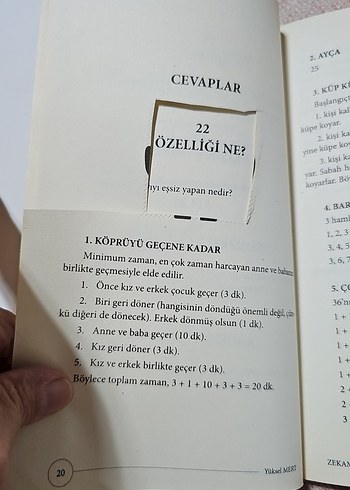 CEVAPLAR
22
ÖZELLİĞİ NE?
yı eşsiz yapan nedir?
1. KÖPRÜYÜ GEÇENE KADAR
Minimum zaman, en çok zaman harcayan anne ve babanın
birlikte geçmesiyle elde edilir.
1. Önce kız ve erkek çocuk geçer (3 dk).
2. Biri geri döner (hangisinin döndüğü önemli değil, çün-
kü diğeri de dönecek). Erkek dönmüş olsun (1 dk).
3. Anne ve baba geçer (10 dk).
4. Kız geri döner (3 dk).
5. Kız ve erkek birlikte geçer (3 dk).
Böylece toplam zaman, 3 + 1 + 10 + 3 + 3 = 20 dk.
20
Yüksel MERT
2. AYÇA
25
3. KÜP
Başlangıç
1. kişi kal
küpe koyar.
2. kişi ka
yine küpe
3. kişi
yar. Sabah
koyarlar.
4. BAR
3 ham
1, 2, 3
3, 4, 5
3, 6, 7
5.
36'n
1 +
1 +
1 +
1 +
1 +
2
2
3
ZEKA